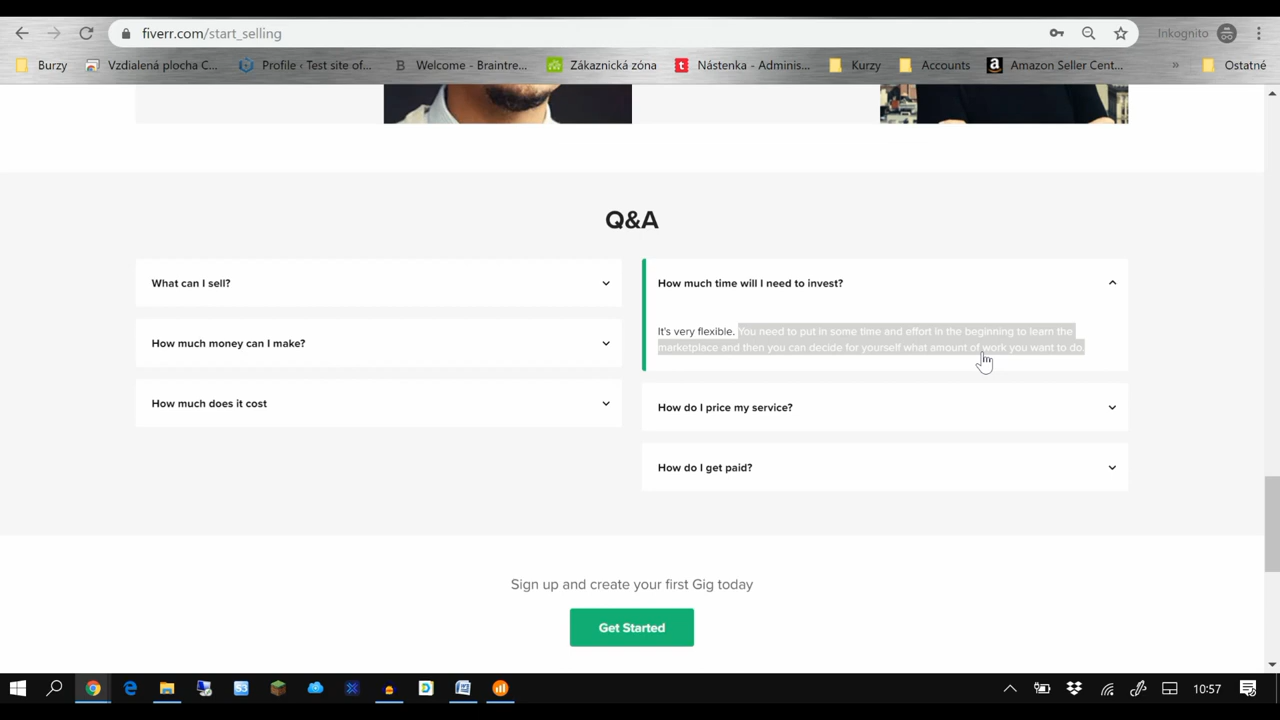 fiverr.com/start_selling
Inkognito
Burzy
Vzdialená plocha C...
Profile ‹ Test site of...
B Welcome - Braintre...
Zákaznická zóna
t Nástenka - Adminis...
Kurzy
Accounts
a Amazon Seller Cent...
»
Ostatné
Q&A
What can I sell?
How much money can I make?
How much does it cost
How much time will I need to invest?
It's very flexible. You need to put in some time and effort in the beginning to learn the
marketplace and then you can decide for yourself what amount of work you want to do.
How do I price my service?
How do I get paid?
Sign up and create your first Gig today
Get Started
10:57